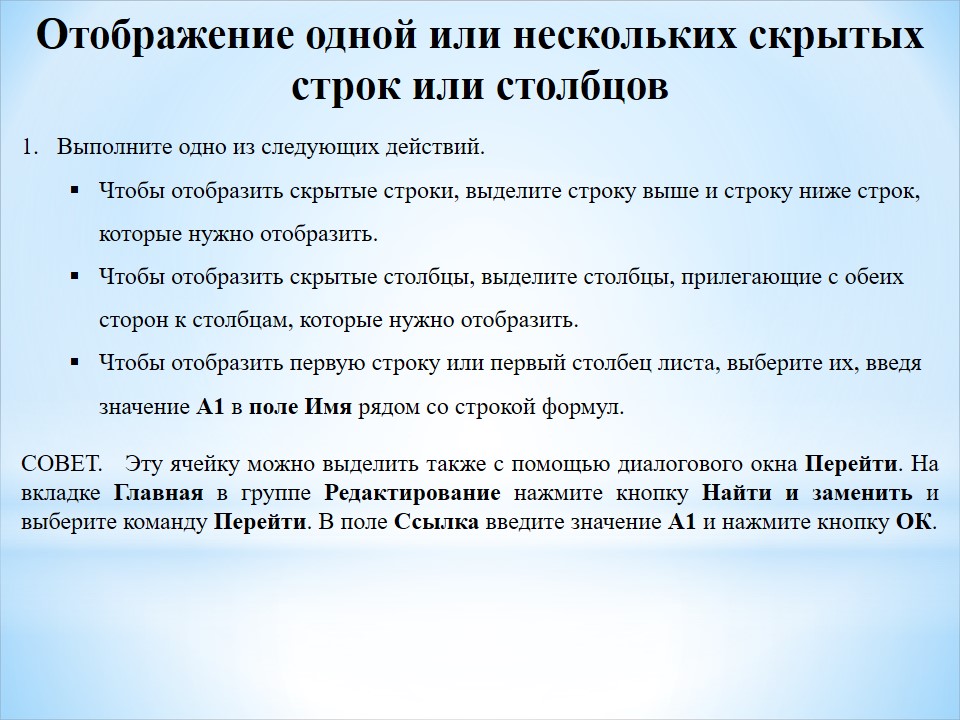 Отображение одной или нескольких скрытых
строк или столбцов
1. Выполните одно из следующих действий.
▪ Чтобы отобразить скрытые строки, выделите строку выше и строку ниже строк,
которые нужно отобразить.
▪ Чтобы отобразить скрытые столбцы, выделите столбцы, прилегающие с обеих
сторон к столбцам, которые нужно отобразить.
▪ Чтобы отобразить первую строку или первый столбец листа, выберите их, введя
значение A1 в поле Имя рядом со строкой формул.
СОВЕТ. Эту ячейку можно выделить также с помощью диалогового окна Перейти. На
вкладке Главная в группе Редактирование нажмите кнопку Найти и заменить и
выберите команду Перейти. В поле Ссылка введите значение A1 и нажмите кнопку ОК.